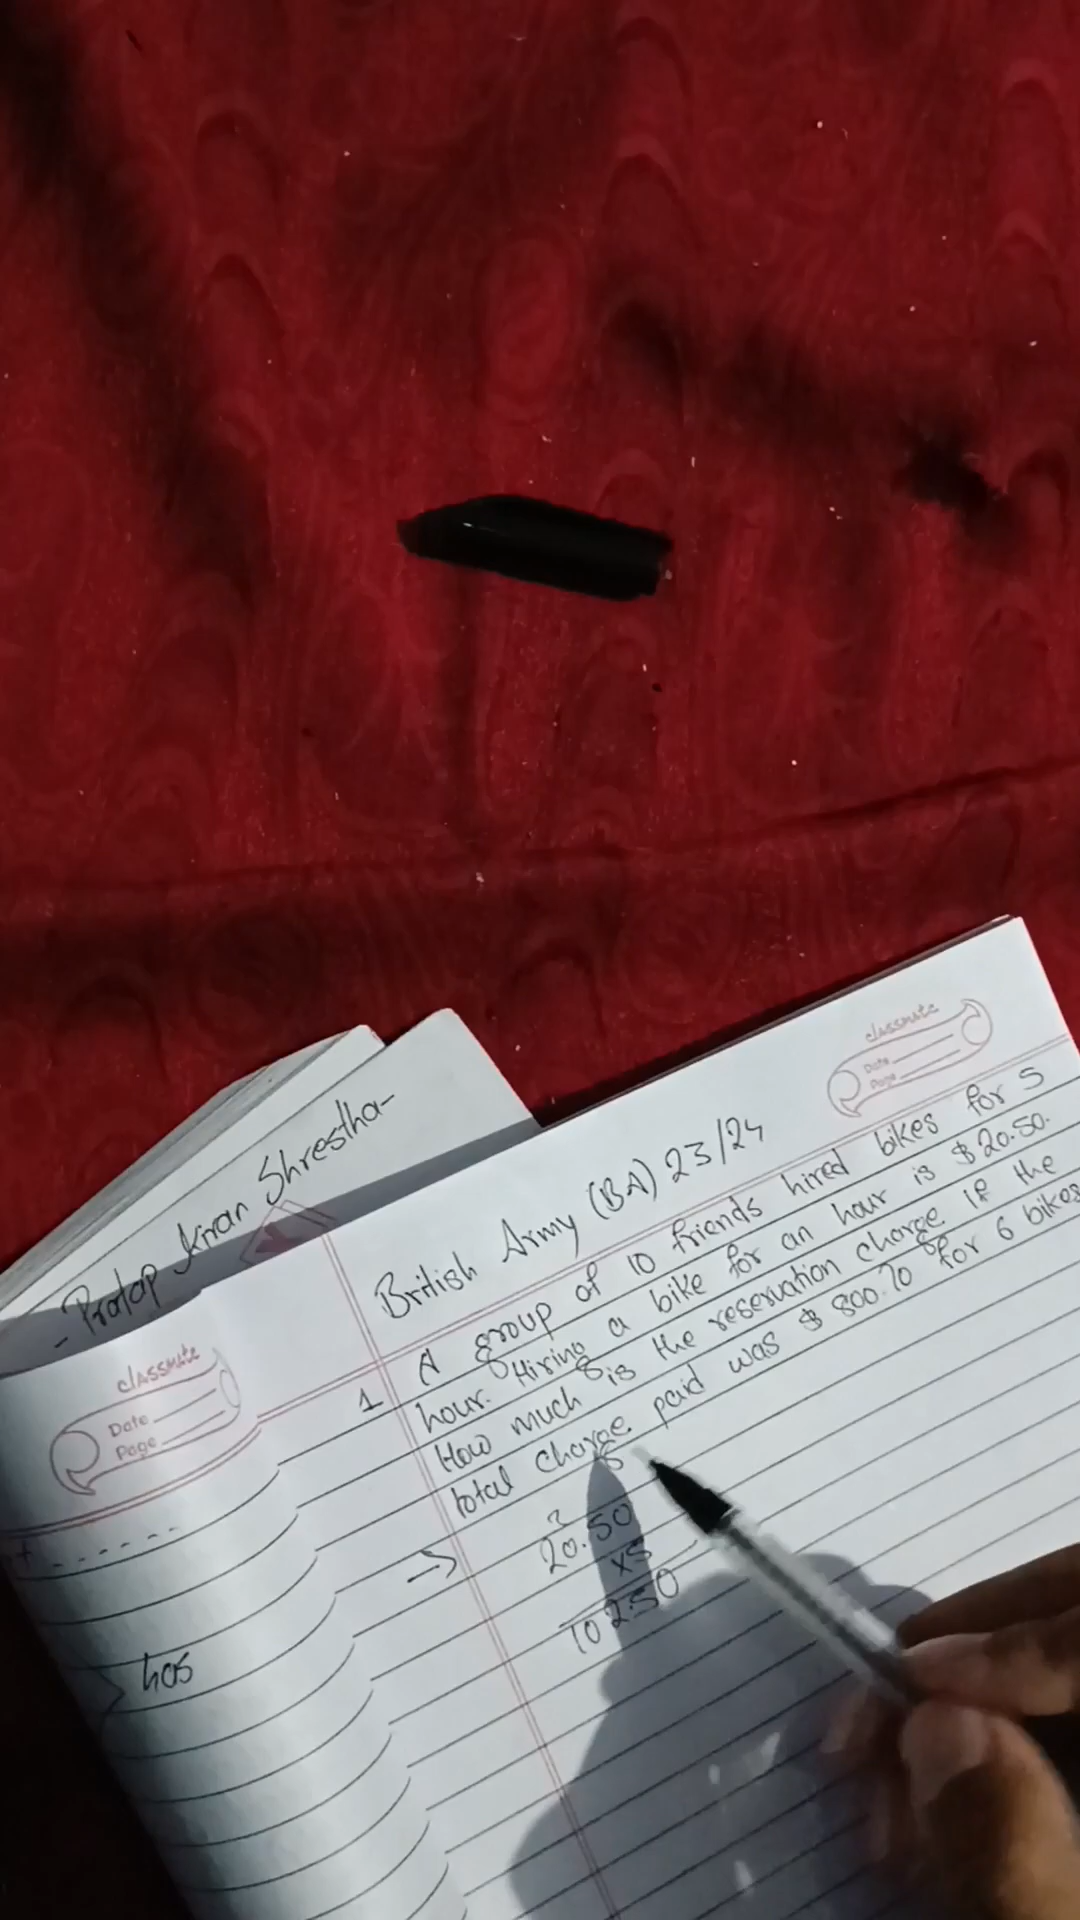 - Pratap Kiran Shrestha-
classmate
Date
Page
British Army (BA) 23/24
1 A group of 10 friends hired bikes for 5
hour. Hiring a bike for an hour is $20.50.
How much is the reservation charge if the
total charge paid was $ 800.70 for 6 bikes
2
-> 20.50
x5
102.50
classmate
Date
Page
has